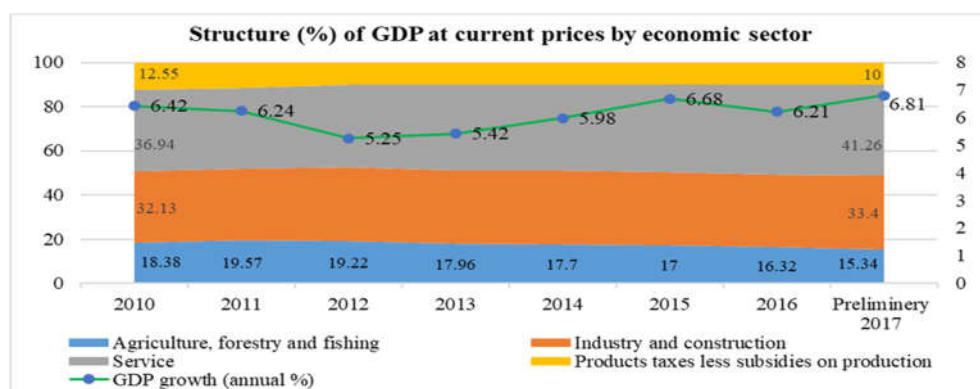 Structure (%) of GDP at current prices by economic sector
100 8
12.55 10
7
80 6.42 6.24 5.25 5.42 5.98 6.68 6.21 6.81
6
36.94 41.26
60 5
4
40
32.13 33.4
3
20 2
18.38 19.57 19.22 17.96 17.7 17 16.32 15.34
1
0 0
2010 2011 2012 2013 2014 2015 2016 Preliminery
2017
Agriculture, forestry and fishing Industry and construction
Service Products taxes less subsidies on production
GDP growth (annual %)